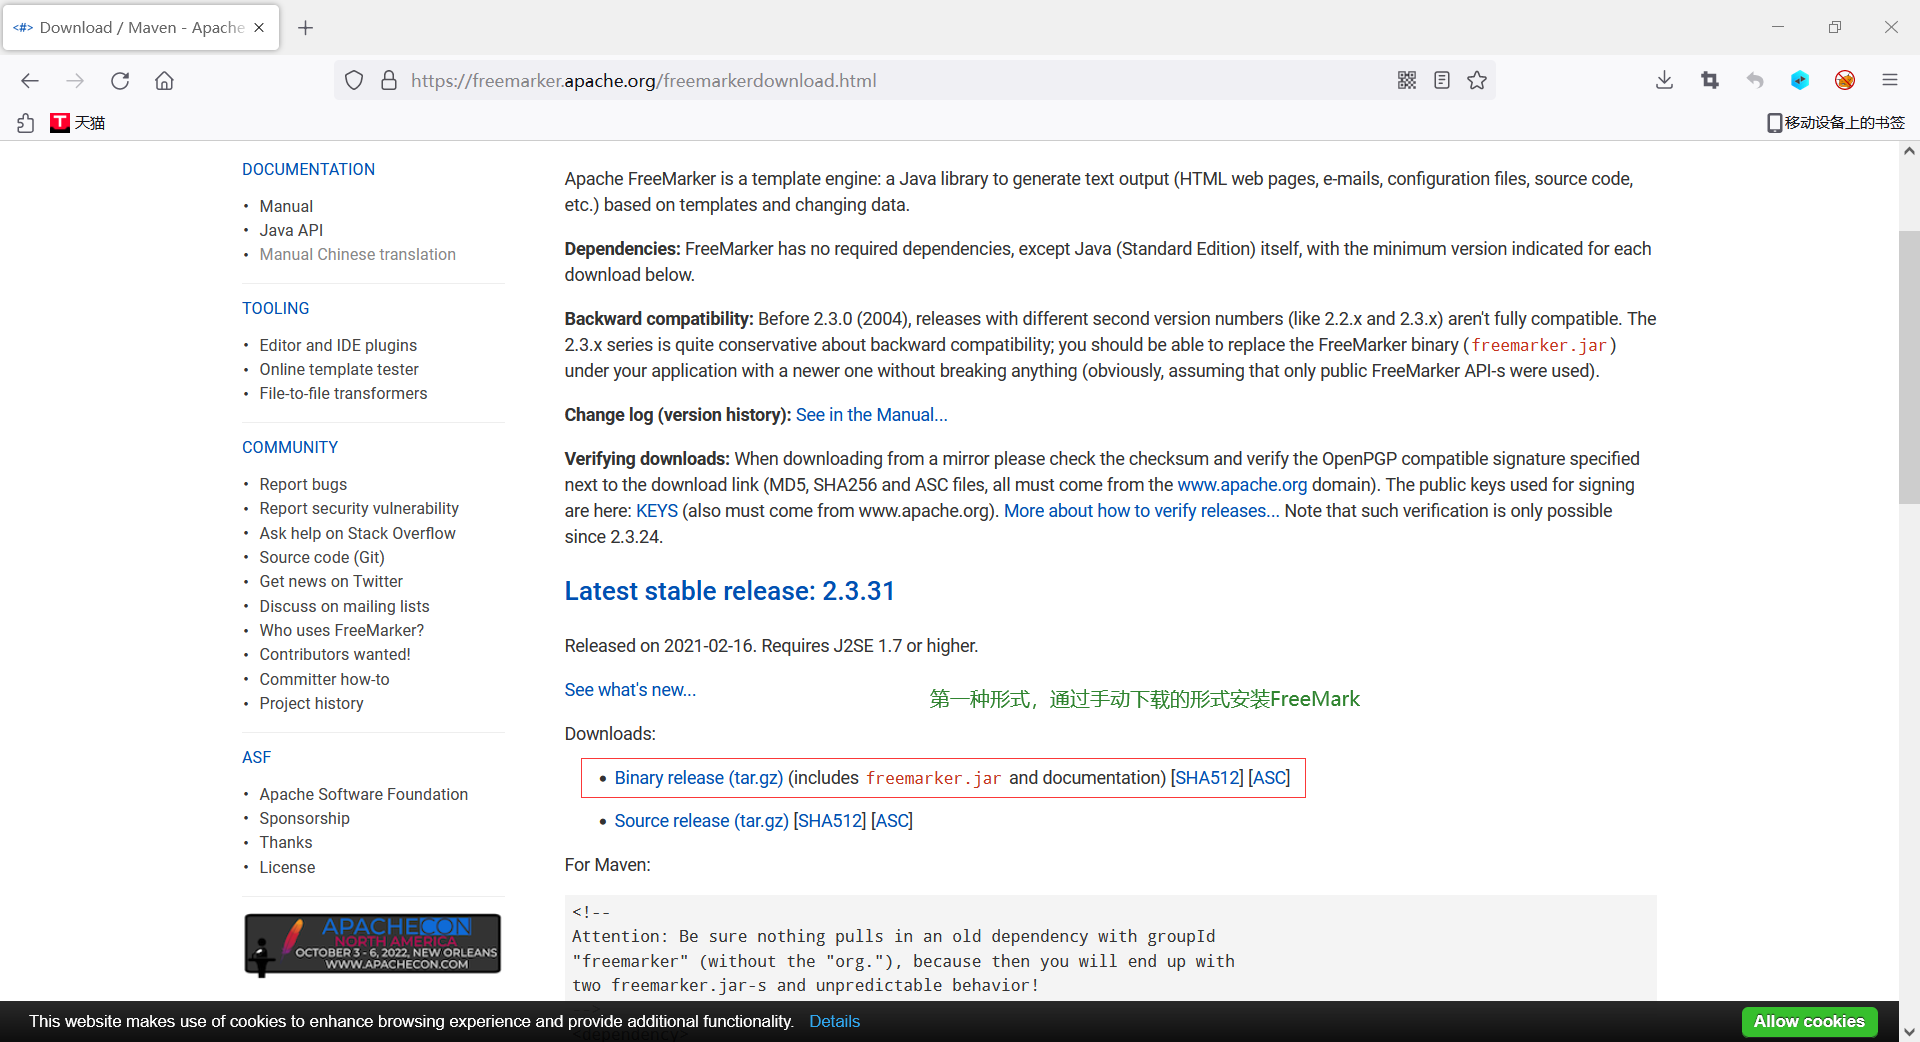 <#> Download / Maven - Apache
https://freemarker.apache.org/freemarkerdownload.html
天猫
移动设备上的书签
DOCUMENTATION
Manual
Java API
Manual Chinese translation
TOOLING
Editor and IDE plugins
Online template tester
File-to-file transformers
COMMUNITY
Report bugs
Report security vulnerability
Ask help on Stack Overflow
Source code (Git)
Get news on Twitter
Discuss on mailing lists
Who uses FreeMarker?
Contributors wanted!
Committer how-to
Project history
ASF
Apache Software Foundation
Sponsorship
Thanks
License
APACHECON
NORTH AMERICA
OCTOBER 3 - 6, 2022, NEW ORLEANS
WWW.APACHECON.COM
Apache FreeMarker is a template engine: a Java library to generate text output (HTML web pages, e-mails, configuration files, source code,
etc.) based on templates and changing data.
Dependencies: FreeMarker has no required dependencies, except Java (Standard Edition) itself, with the minimum version indicated for each
download below.
Backward compatibility: Before 2.3.0 (2004), releases with different second version numbers (like 2.2.x and 2.3.x) aren't fully compatible. The
2.3.x series is quite conservative about backward compatibility; you should be able to replace the FreeMarker binary (freemarker.jar)
under your application with a newer one without breaking anything (obviously, assuming that only public FreeMarker API-s were used).
Change log (version history): See in the Manual...
Verifying downloads: When downloading from a mirror please check the checksum and verify the OpenPGP compatible signature specified
next to the download link (MD5, SHA256 and ASC files, all must come from the www.apache.org domain). The public keys used for signing
are here: KEYS (also must come from www.apache.org). More about how to verify releases... Note that such verification is only possible
since 2.3.24.
Latest stable release: 2.3.31
Released on 2021-02-16. Requires J2SE 1.7 or higher.
See what's new...
第一种形式，通过手动下载的形式安装FreeMark
Downloads:
Binary release (tar.gz) (includes freemarker.jar and documentation) [SHA512] [ASC]
Source release (tar.gz) [SHA512] [ASC]
For Maven:
<!--
Attention: Be sure nothing pulls in an old dependency with groupId
"freemarker" (without the "org."), because then you will end up with
two freemarker.jar-s and unpredictable behavior!
This website makes use of cookies to enhance browsing experience and provide additional functionality. Details
Allow cookies